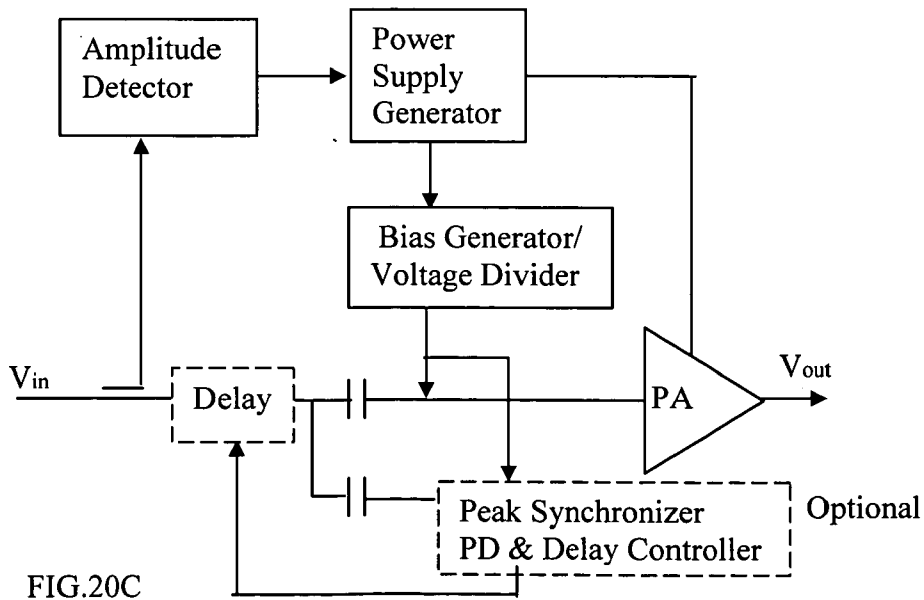 Amplitude
Detector
Power
Supply
Generator
Bias Generator/
Voltage Divider
Vin
Delay
PA
Vout
Peak Synchronizer
PD & Delay Controller
Optional
FIG.20C